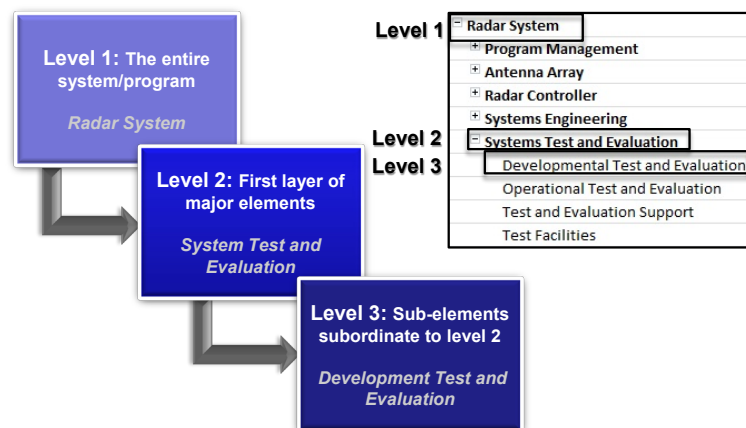 Level 1: The entire
system/program
Radar System
Level 2: First layer of
major elements
System Test and
Evaluation
Level 3: Sub-elements
subordinate to level 2
Development Test and
Evaluation
Level 1
Radar System
Program Management
Antenna Array
Radar Controller
Systems Engineering
Level 2
Systems Test and Evaluation
Level 3
Developmental Test and Evaluation
Operational Test and Evaluation
Test and Evaluation Support
Test Facilities